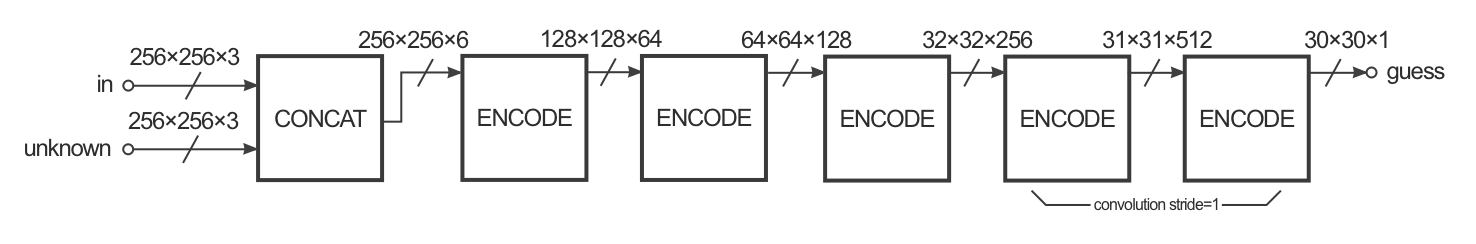 256×256×3
in
256×256×3
unknown
CONCAT
256×256×6
ENCODE
128×128×64
ENCODE
64×64×128
ENCODE
32×32×256
ENCODE
31×31×512
ENCODE
30×30×1
guess
convolution stride=1